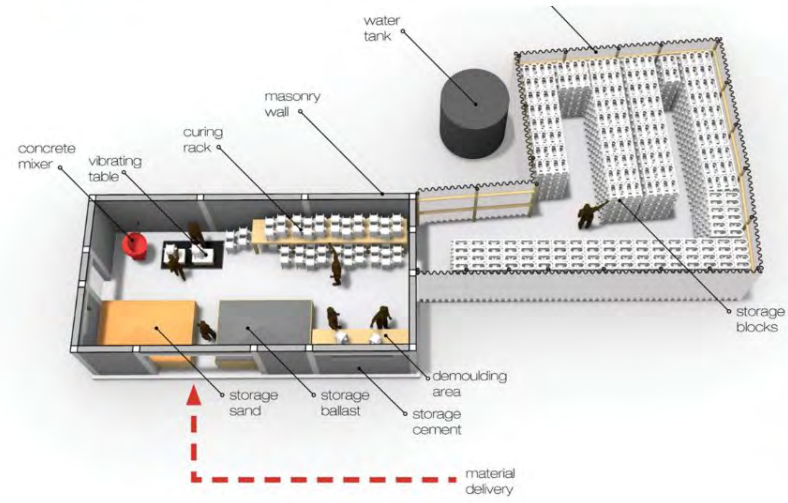 water
tank
masonry
wall
curing
rack
concrete
mixer
vibrating
table
storage
blocks
demoulding
area
storage
sand
storage
ballast
storage
cement
material
delivery